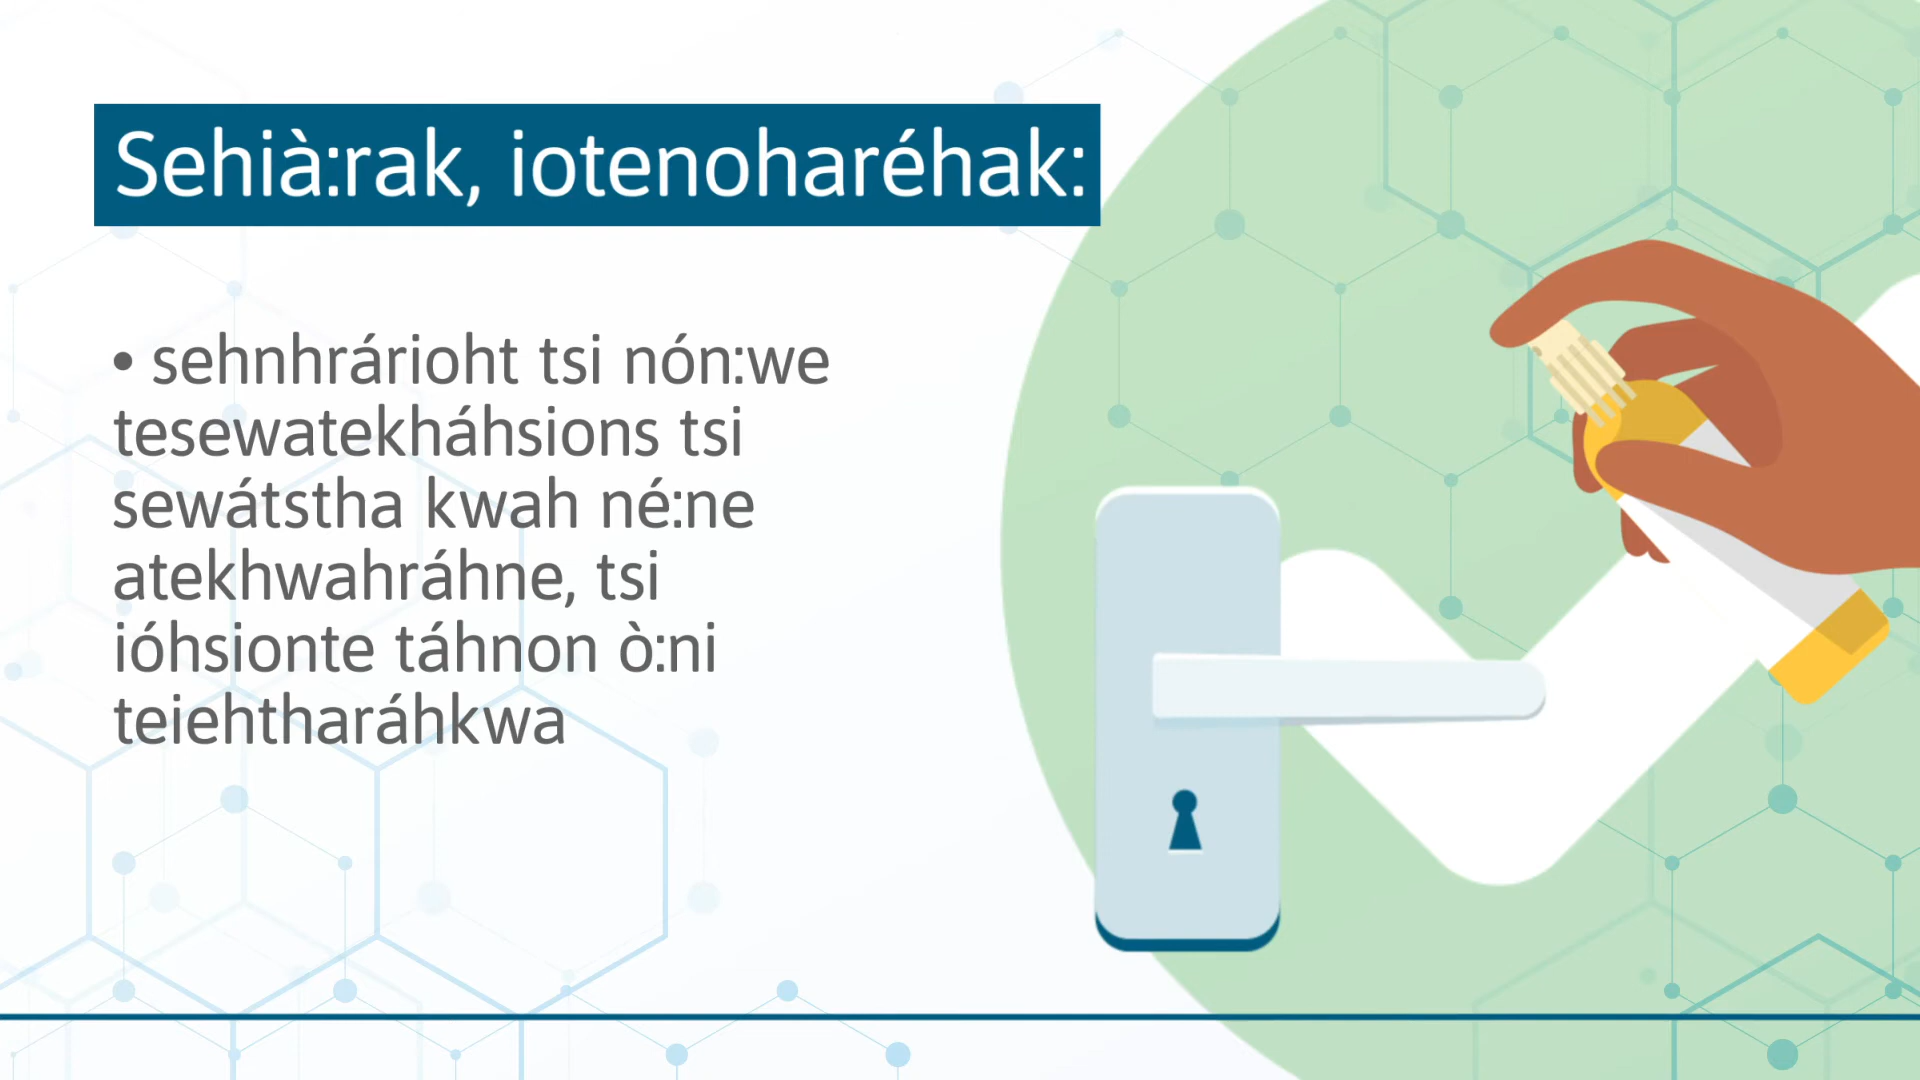 Sehià:rak, iotenoharéhak:
• sehnhrárioht tsi nón:we
tesewatekháhsions tsi
sewátstha kwah né:ne
atekhwahráhne, tsi
ióhsionte táhnon ò:ni
teiehtharáhkwa